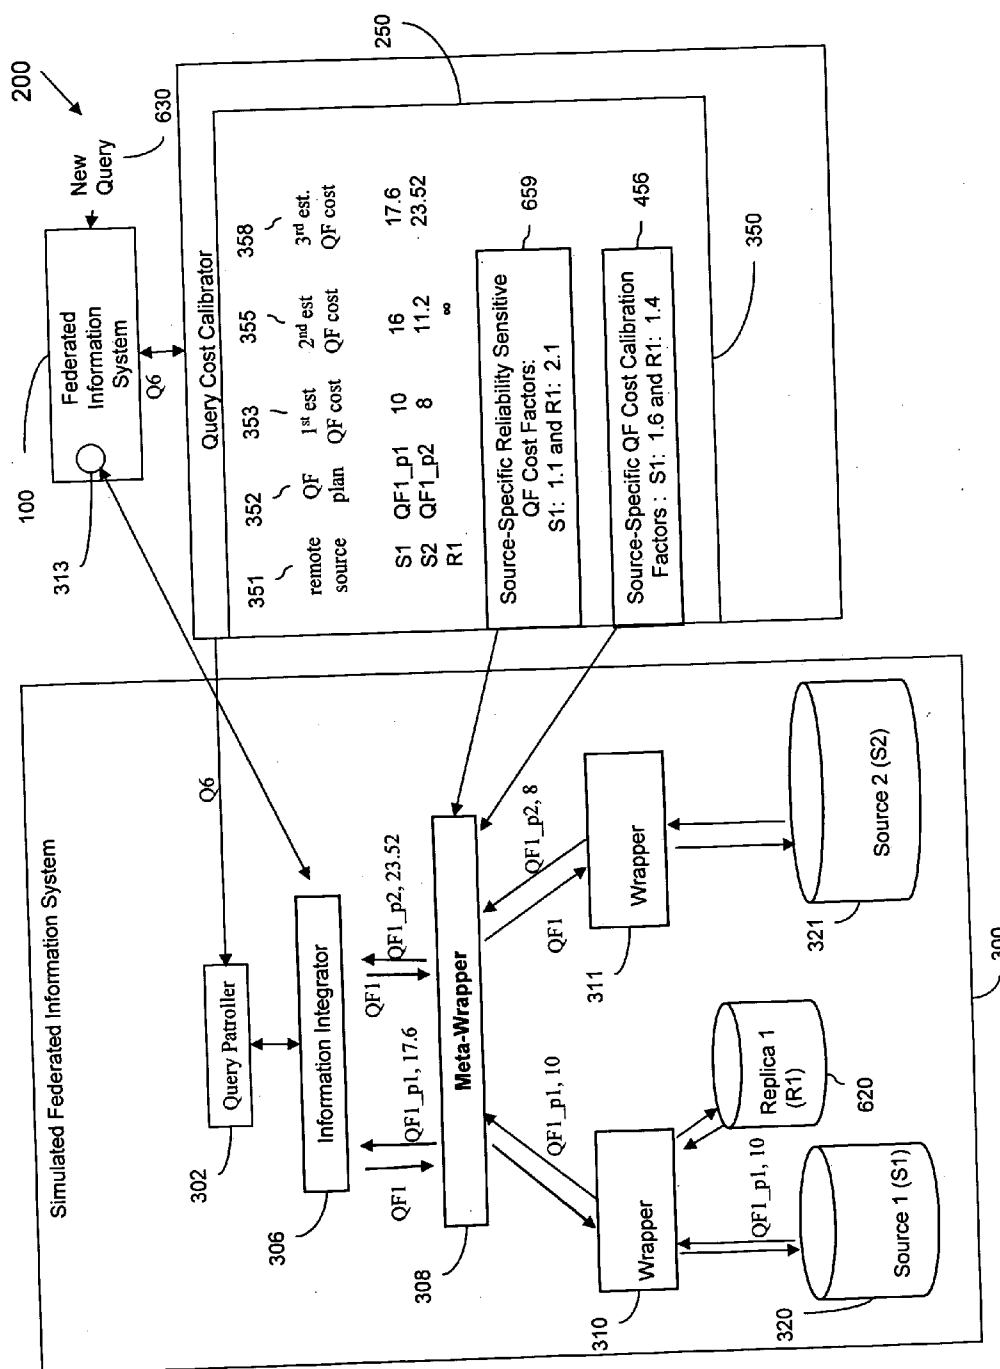 200
New
Query
630
100
Federated
Information
System
313
Q6
Query Cost Calibrator
250
351
352
353
355
358
remote
source
QF
plan
1st est
QF cost
2nd est
QF cost
3rd est.
QF cost
S1 QF1_p1 10 16 17.6
S2 QF1_p2 8 11.2 23.52
R1 ∞
Source-Specific Reliability Sensitive
QF Cost Factors:
S1: 1.1 and R1: 2.1
659
Source-Specific QF Cost Calibration
Factors : S1: 1.6 and R1: 1.4
456
350
Simulated Federated Information System
Q6
302
Query Patroller
306
Information Integrator
QF1
QF1_p1, 17.6
QF1
QF1_p2, 23.52
308
Meta-Wrapper
QF1_p1, 10
QF1
QF1_p2, 8
310
Wrapper
311
Wrapper
QF1_p1, 10
320
Source 1 (S1)
Replica 1
(R1)
620
321
Source 2 (S2)
300